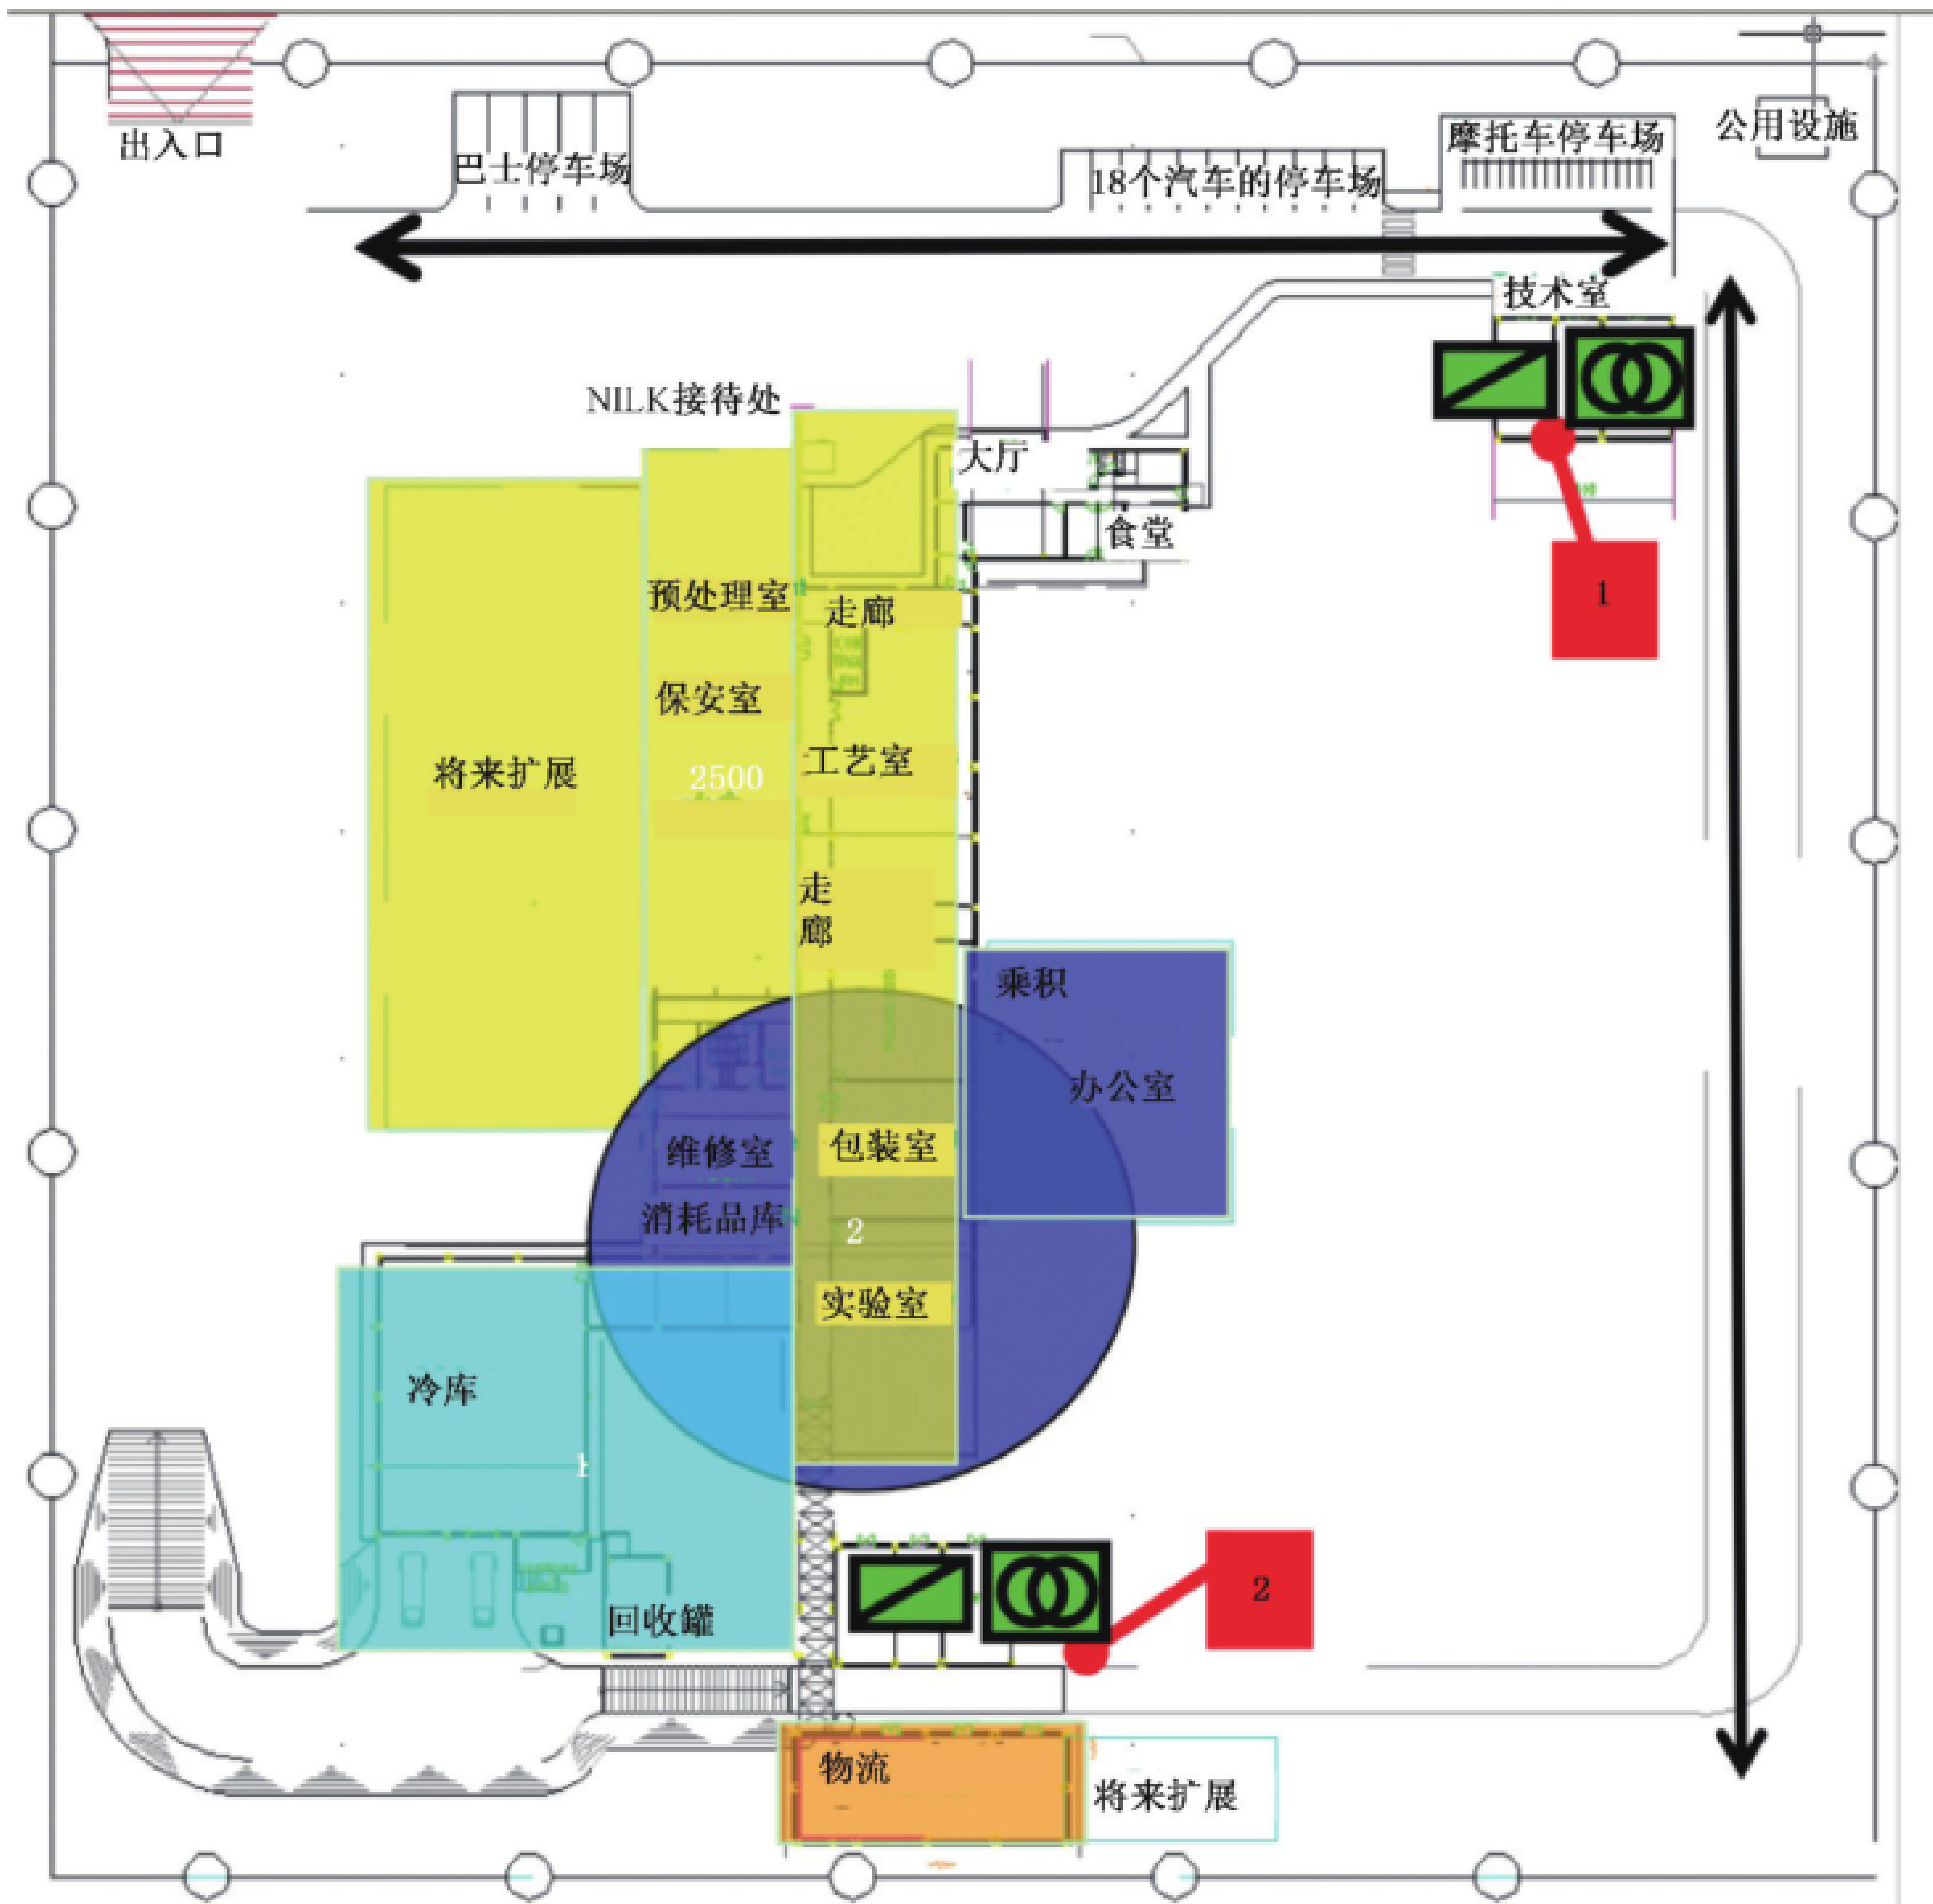 出入口
巴士停车场
18个汽车的停车场
摩托车停车场
公用设施
技术室
NILK接待处
大厅
食堂
1
预处理室
走廊
保安室
工艺室
将来扩展
2500
走
廊
乘积
办公室
维修室
包装室
消耗品库
2
实验室
冷库
1
回收罐
2
物流
将来扩展